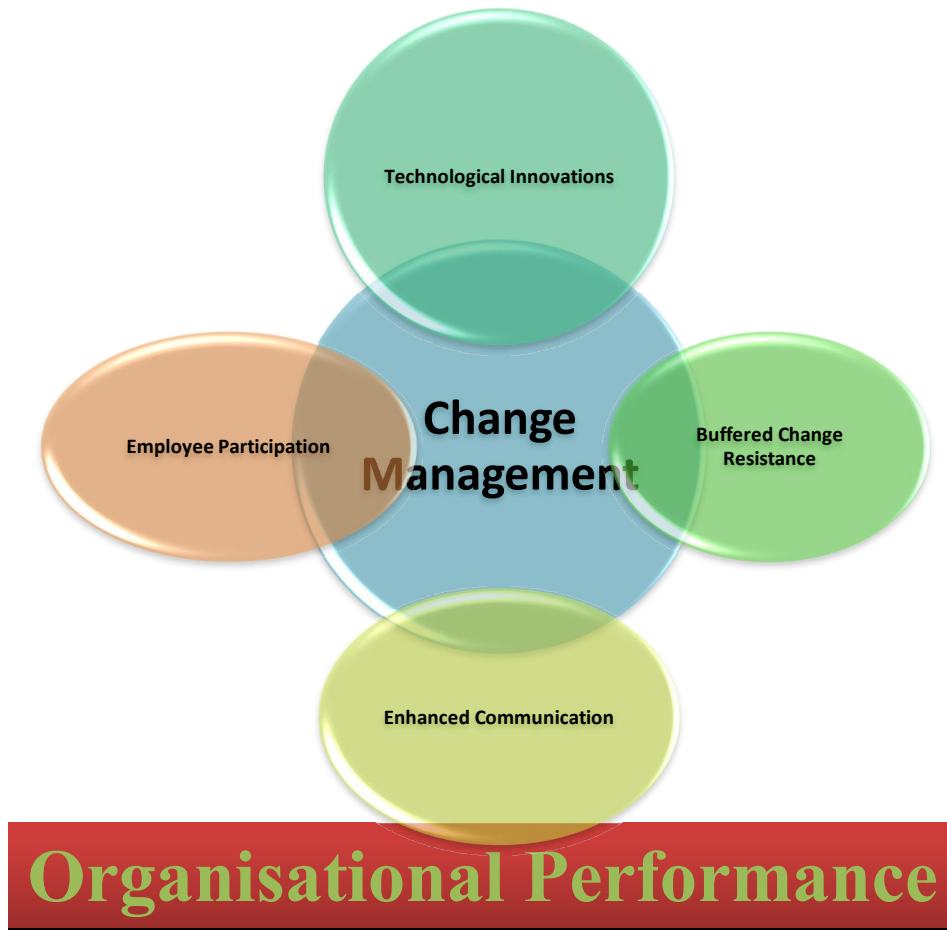 Technological Innovations
Change
Management
Employee Participation
Buffered Change
Resistance
Enhanced Communication
Organisational Performance